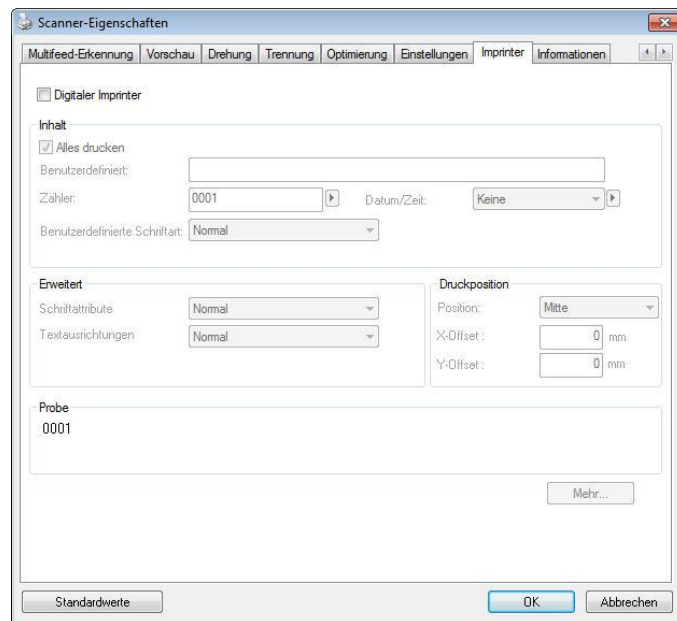 Scanner-Eigenschaften
Multifeed-Erkennung Vorschau Drehung Trennung Optimierung Einstellungen Imprinter Informationen
Digitaler Imprinter
Inhalt
Alles drucken
Benutzerdefiniert:
Zähler: 0001 Datum/Zeit: Keine
Benutzerdefinierte Schriftart: Normal
Erweitert
Schriftattribute Normal
Textausrichtungen Normal
Druckposition
Position: Mitte
X-Offset : 0 mm
Y-Offset : 0 mm
Probe
0001
Mehr...
Standardwerte OK Abbrechen